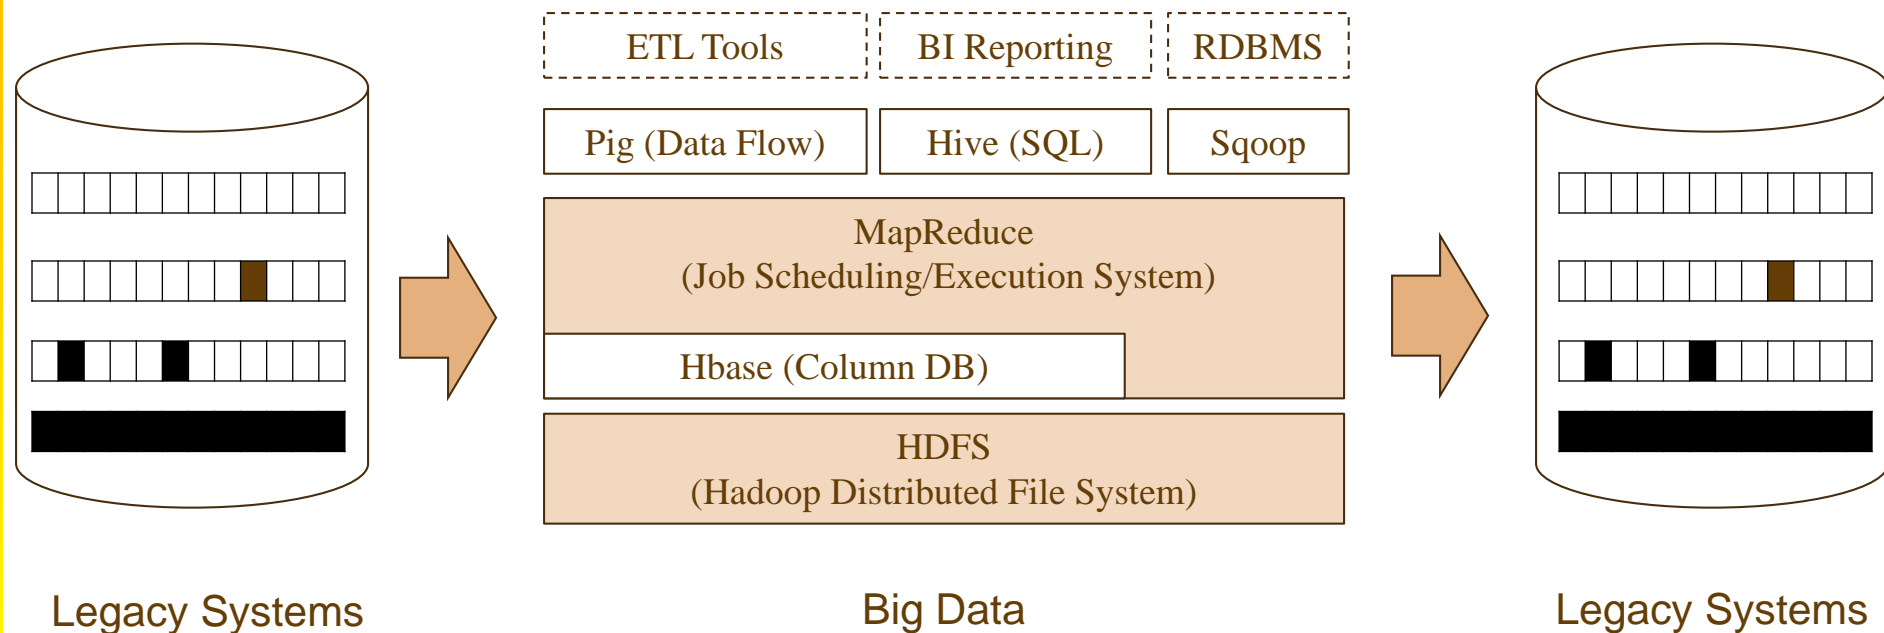 ETL Tools
BI Reporting
RDBMS
Pig (Data Flow)
Hive (SQL)
Sqoop
MapReduce
(Job Scheduling/Execution System)
Hbase (Column DB)
HDFS
(Hadoop Distributed File System)
Legacy Systems
Big Data
Legacy Systems